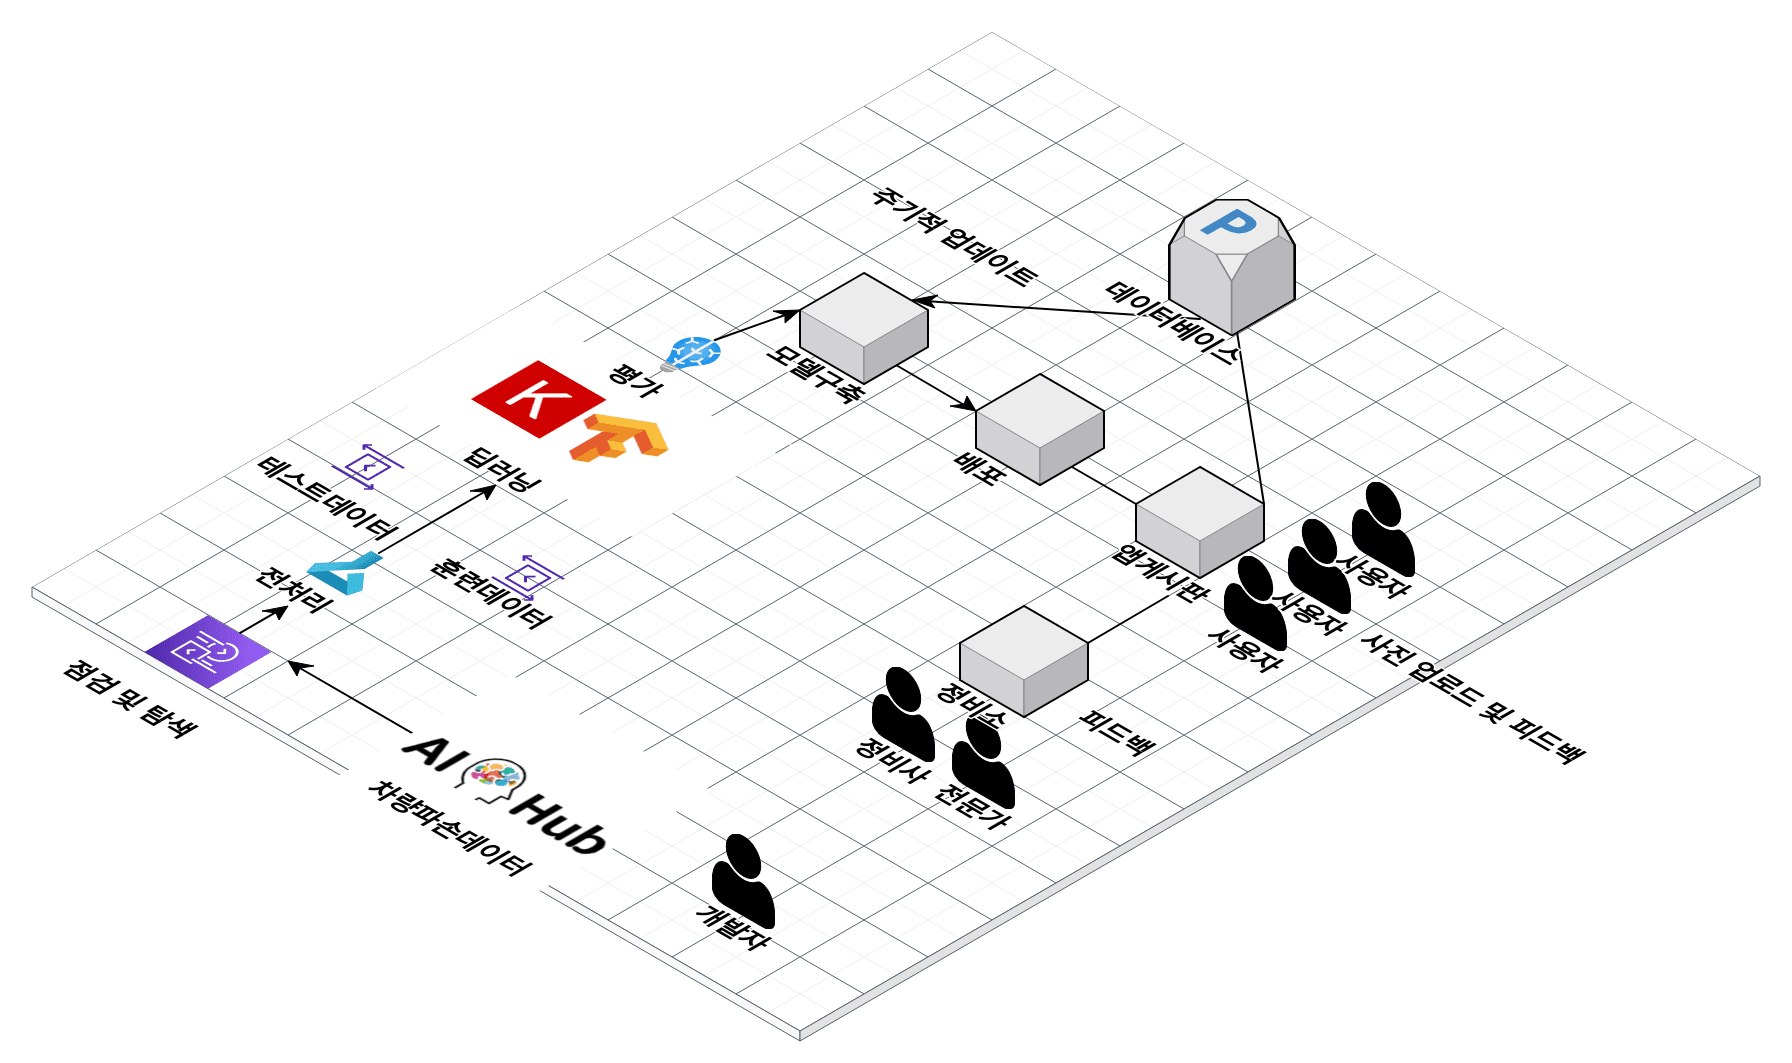 주기적 업데이트
P
데이터베이스
모델구축
평가
K
딥러닝
배포
테스트데이터
앱게시판
사용자
사용자
사용자
전처리
훈련데이터
사진 업로드 및 피드백
점검 및 탐색
정비소
피드백
정비사
전문가
AI Hub
차량파손데이터
개발자